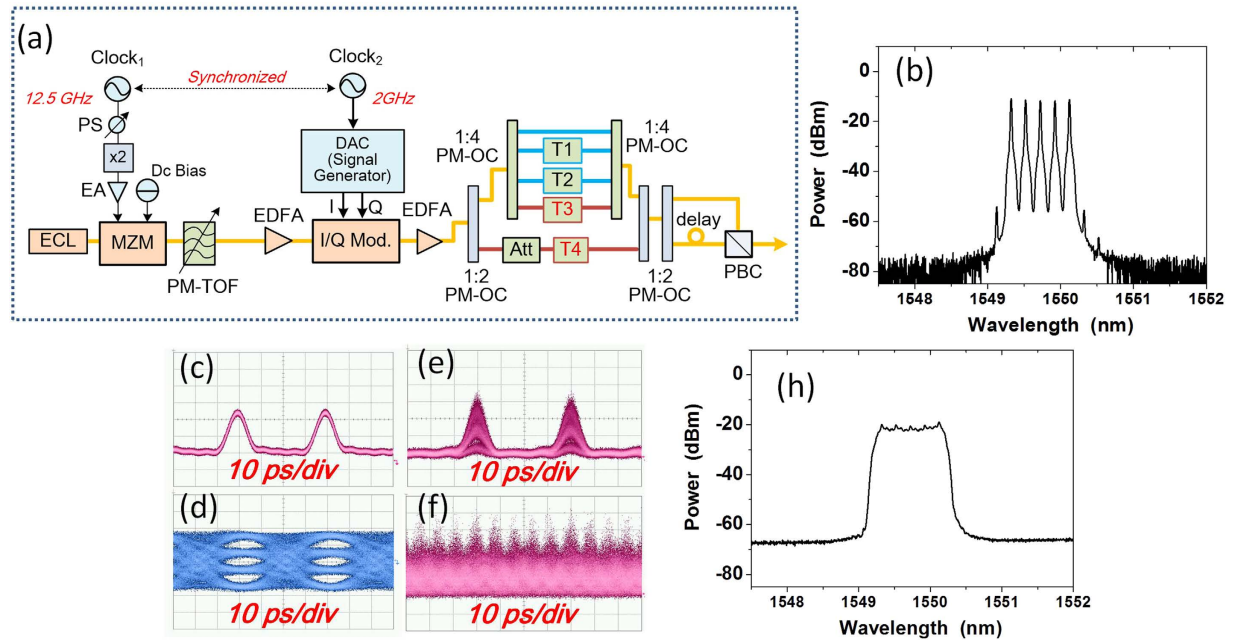 (a)
Clock1
Clock2
Synchronized
12.5 GHz
2GHz
PS
x2
DAC
(Signal
Generator)
EA
Dc Bias
I
Q
1:4
PM-OC
1:4
PM-OC
T1
T2
T3
EDFA
EDFA
ECL
MZM
I/Q Mod.
Att
T4
delay
PM-TOF
1:2
PM-OC
1:2
PM-OC
PBC
(b)
Power (dBm)
0
-20
-40
-60
-80
1548
1549
1550
1551
1552
Wavelength (nm)
(c)
10 ps/div
(e)
10 ps/div
(d)
10 ps/div
(f)
10 ps/div
(h)
Power (dBm)
0
-20
-40
-60
-80
1548
1549
1550
1551
1552
Wavelength (nm)